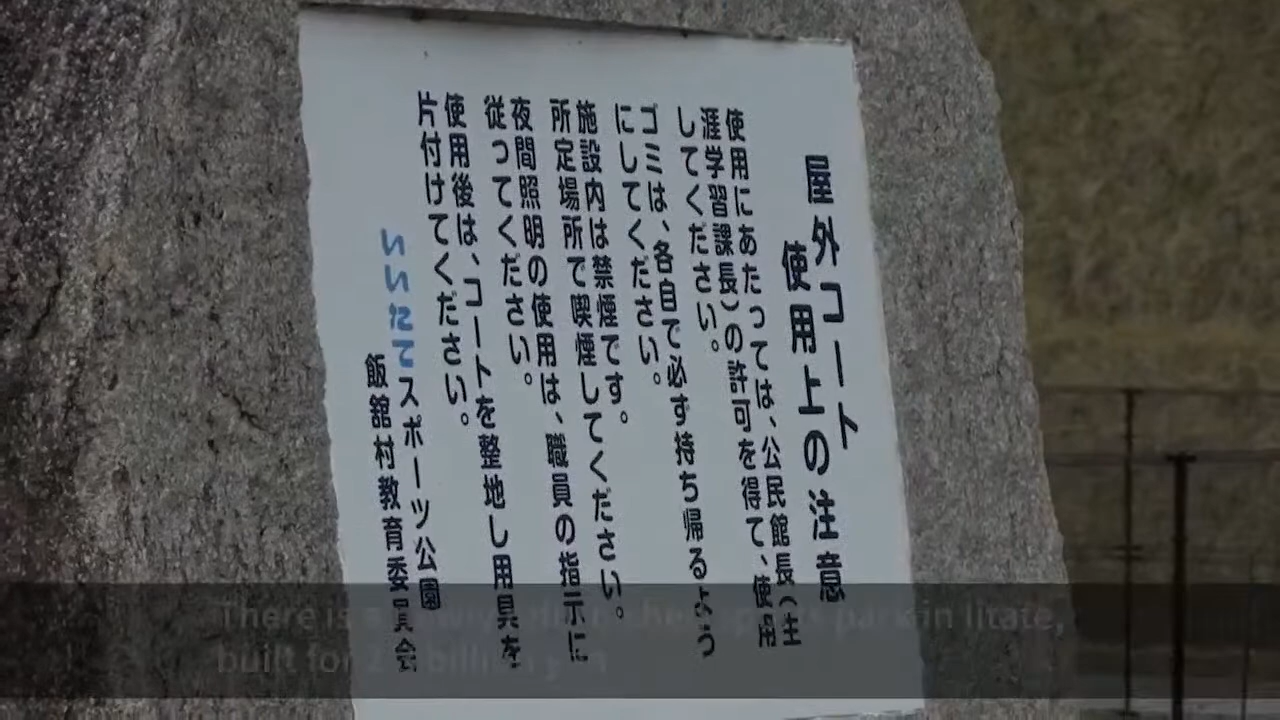 屋外コート
使用上の注意
使用にあたっては、公民館長(生
涯学習課長)の許可を得て、使用
してください。
ゴミは、各自で必ず持ち帰るよう
にしてください。
施設内は禁煙です。
所定場所で喫煙してください。
夜間照明の使用は、職員の指示に
従ってください。
使用後は、コートを整地し用具を
片付けてください。
いいたてスポーツ公園
飯舘村教育委員会
There is a park in Iitate,
built for billion